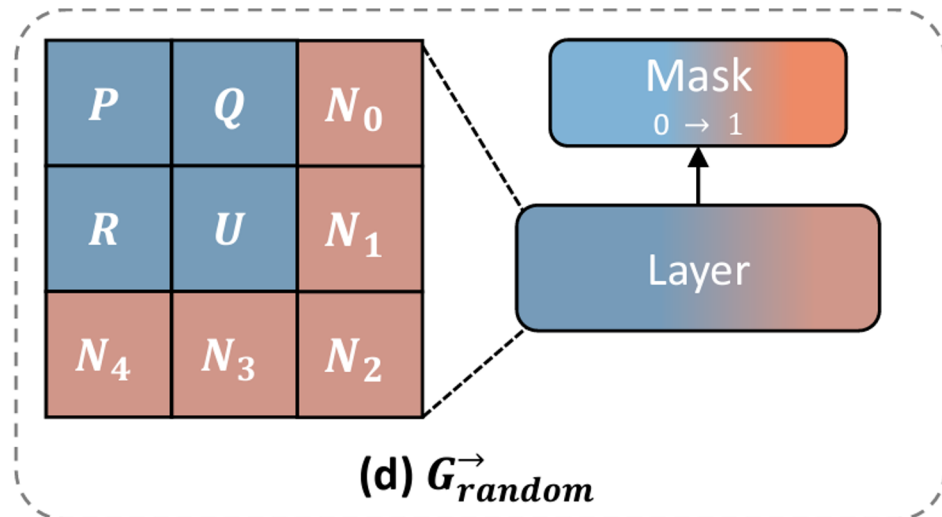 P Q N₀
R U N₁
N₄ N₃ N₂
Mask
0 → 1
Layer
(d) G→random